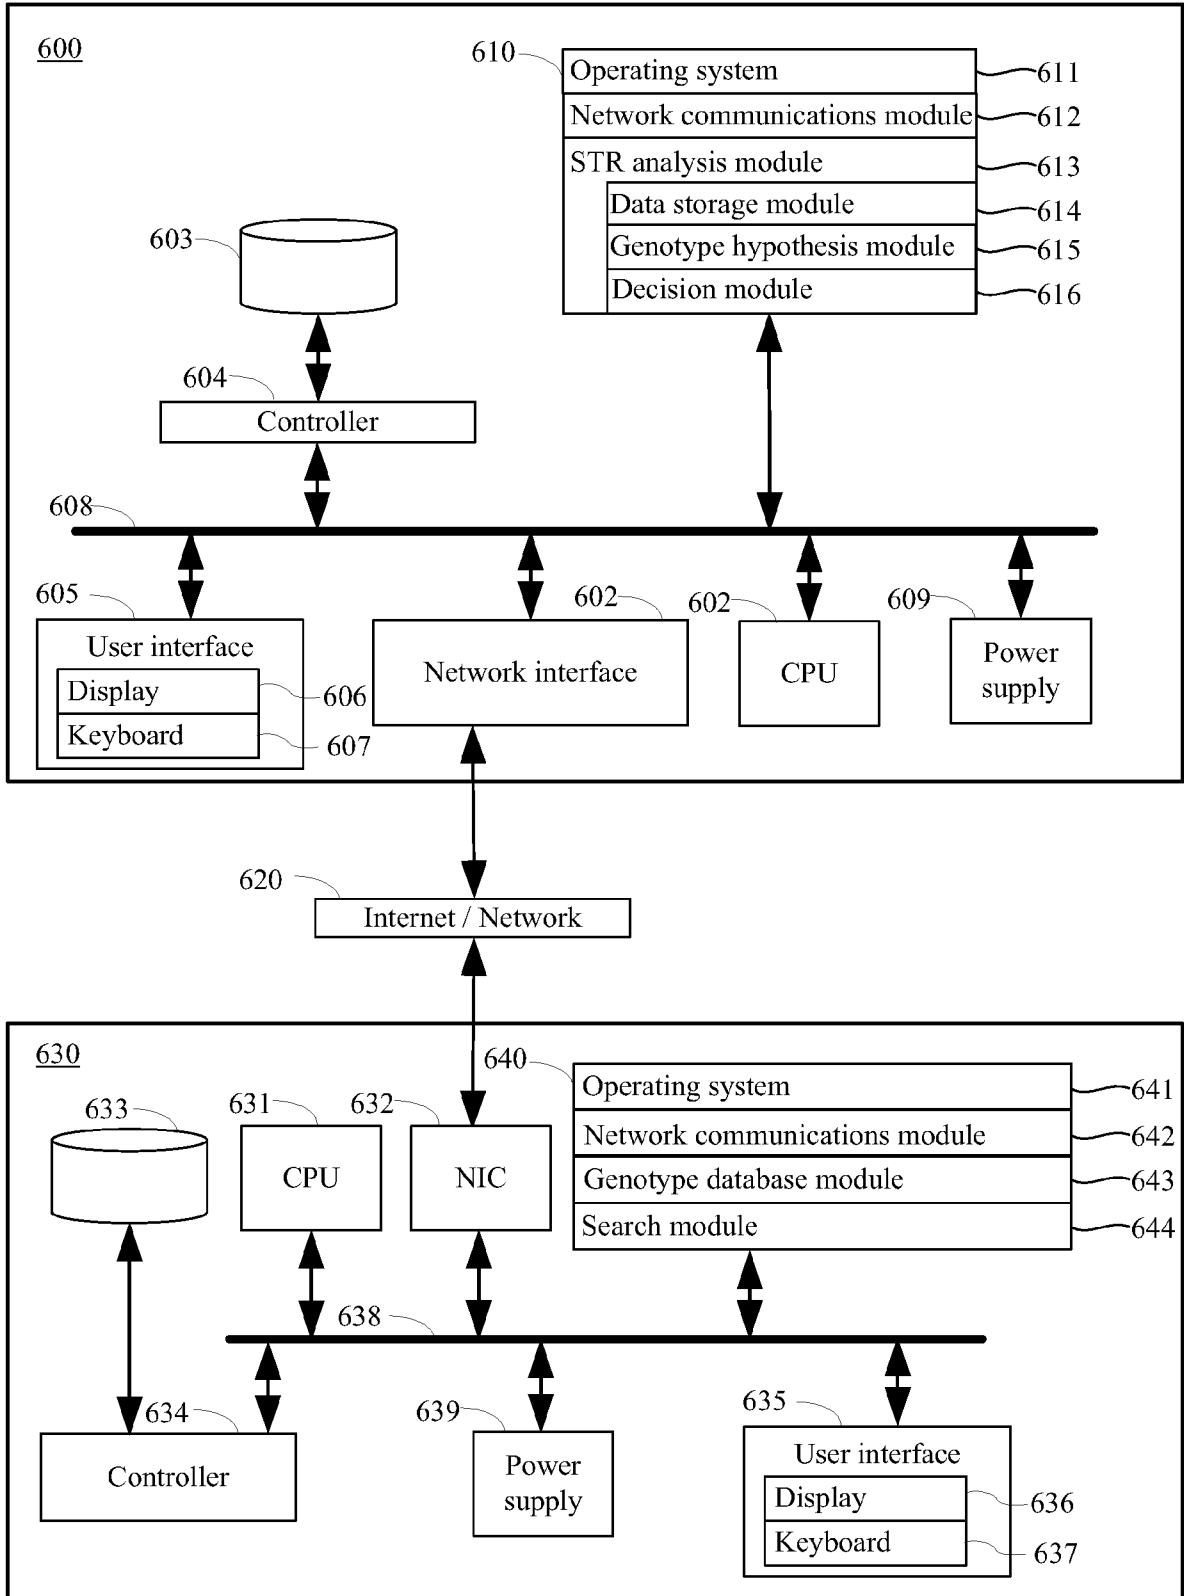 600
610
Operating system
611
Network communications module
612
STR analysis module
613
Data storage module
614
Genotype hypothesis module
615
Decision module
616
603
604
Controller
608
605
User interface
Display
606
Keyboard
607
602
Network interface
602
CPU
609
Power
supply
620
Internet / Network
630
640
Operating system
641
Network communications module
642
Genotype database module
643
Search module
644
633
631
CPU
632
NIC
638
634
Controller
639
Power
supply
635
User interface
Display
636
Keyboard
637